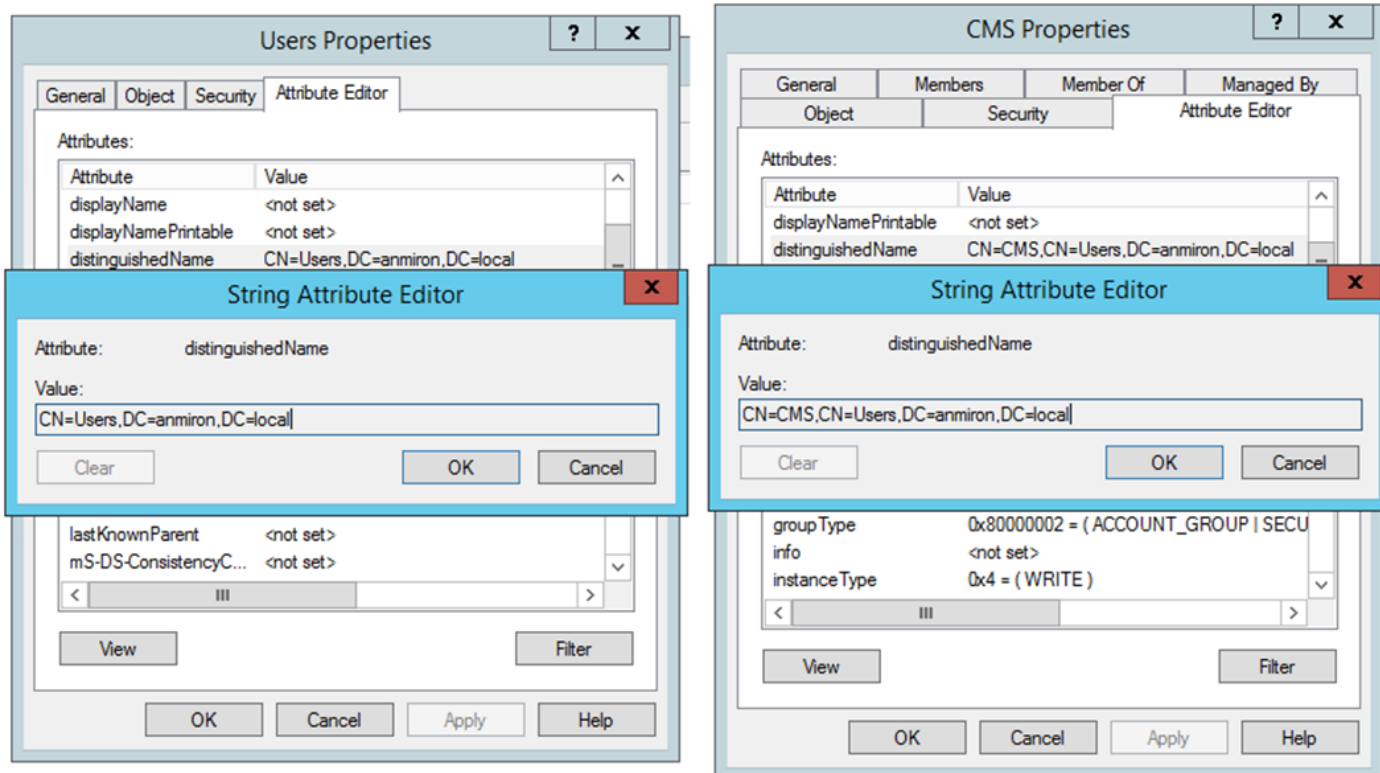 Users Properties
? x
General Object Security Attribute Editor
Attributes:
Attribute Value
displayName <not set>
displayNamePrintable <not set>
distinguishedName CN=Users,DC=anmiron,DC=local
String Attribute Editor
x
Attribute: distinguishedName
Value:
CN=Users,DC=anmiron,DC=local
Clear OK Cancel
lastKnownParent <not set>
mS-DS-ConsistencyC... <not set>
View Filter
OK Cancel Apply Help
CMS Properties
? x
General Members Member Of Managed By
Object Security Attribute Editor
Attributes:
Attribute Value
displayNamePrintable <not set>
distinguishedName CN=CMS,CN=Users,DC=anmiron,DC=local
String Attribute Editor
x
Attribute: distinguishedName
Value:
CN=CMS,CN=Users,DC=anmiron,DC=local
Clear OK Cancel
groupType 0x80000002 = ( ACCOUNT_GROUP | SECU
info <not set>
instanceType 0x4 = ( WRITE )
View Filter
OK Cancel Apply Help